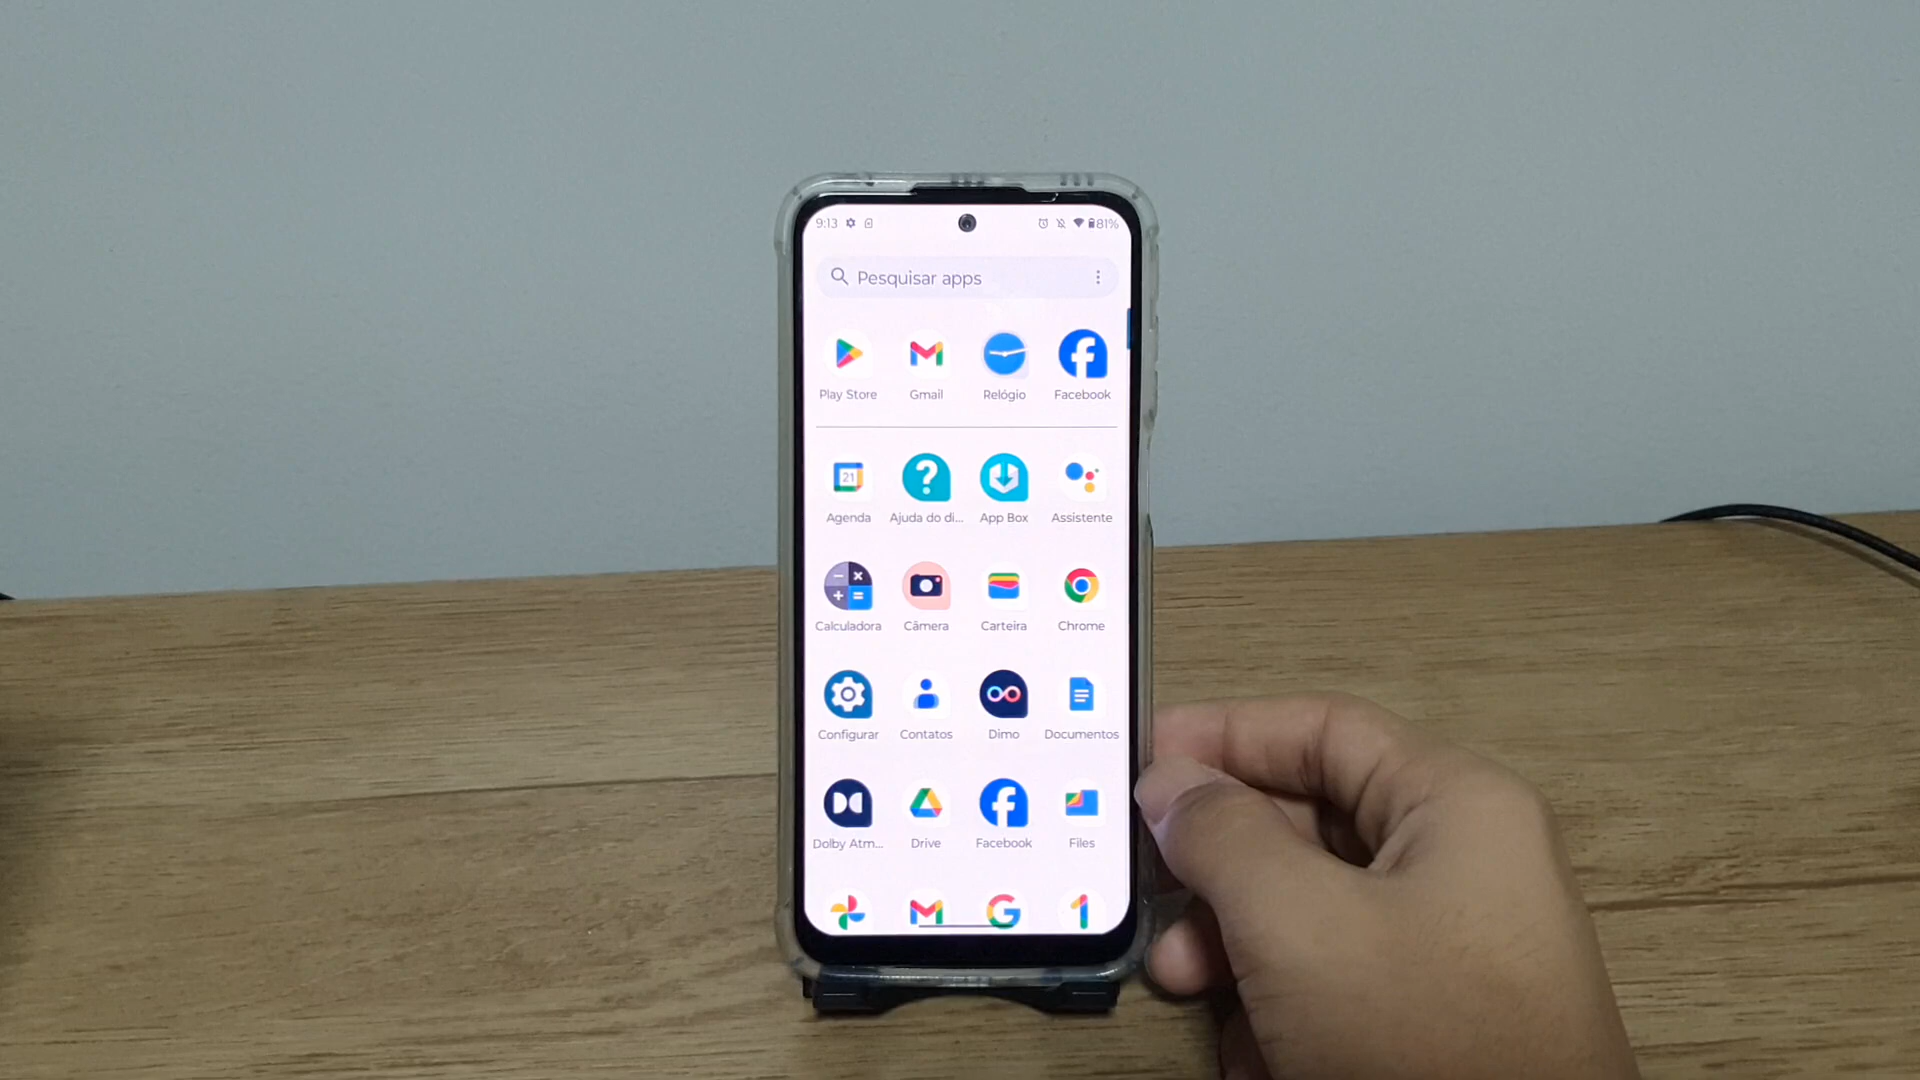 9:13 81%
Pesquisar apps
Play Store Gmail Relógio Facebook
21
Agenda Ajuda do di... App Box Assistente
Calculadora Câmera Carteira Chrome
Configurar Contatos Dimo Documentos
Dolby Atm... Drive Facebook Files